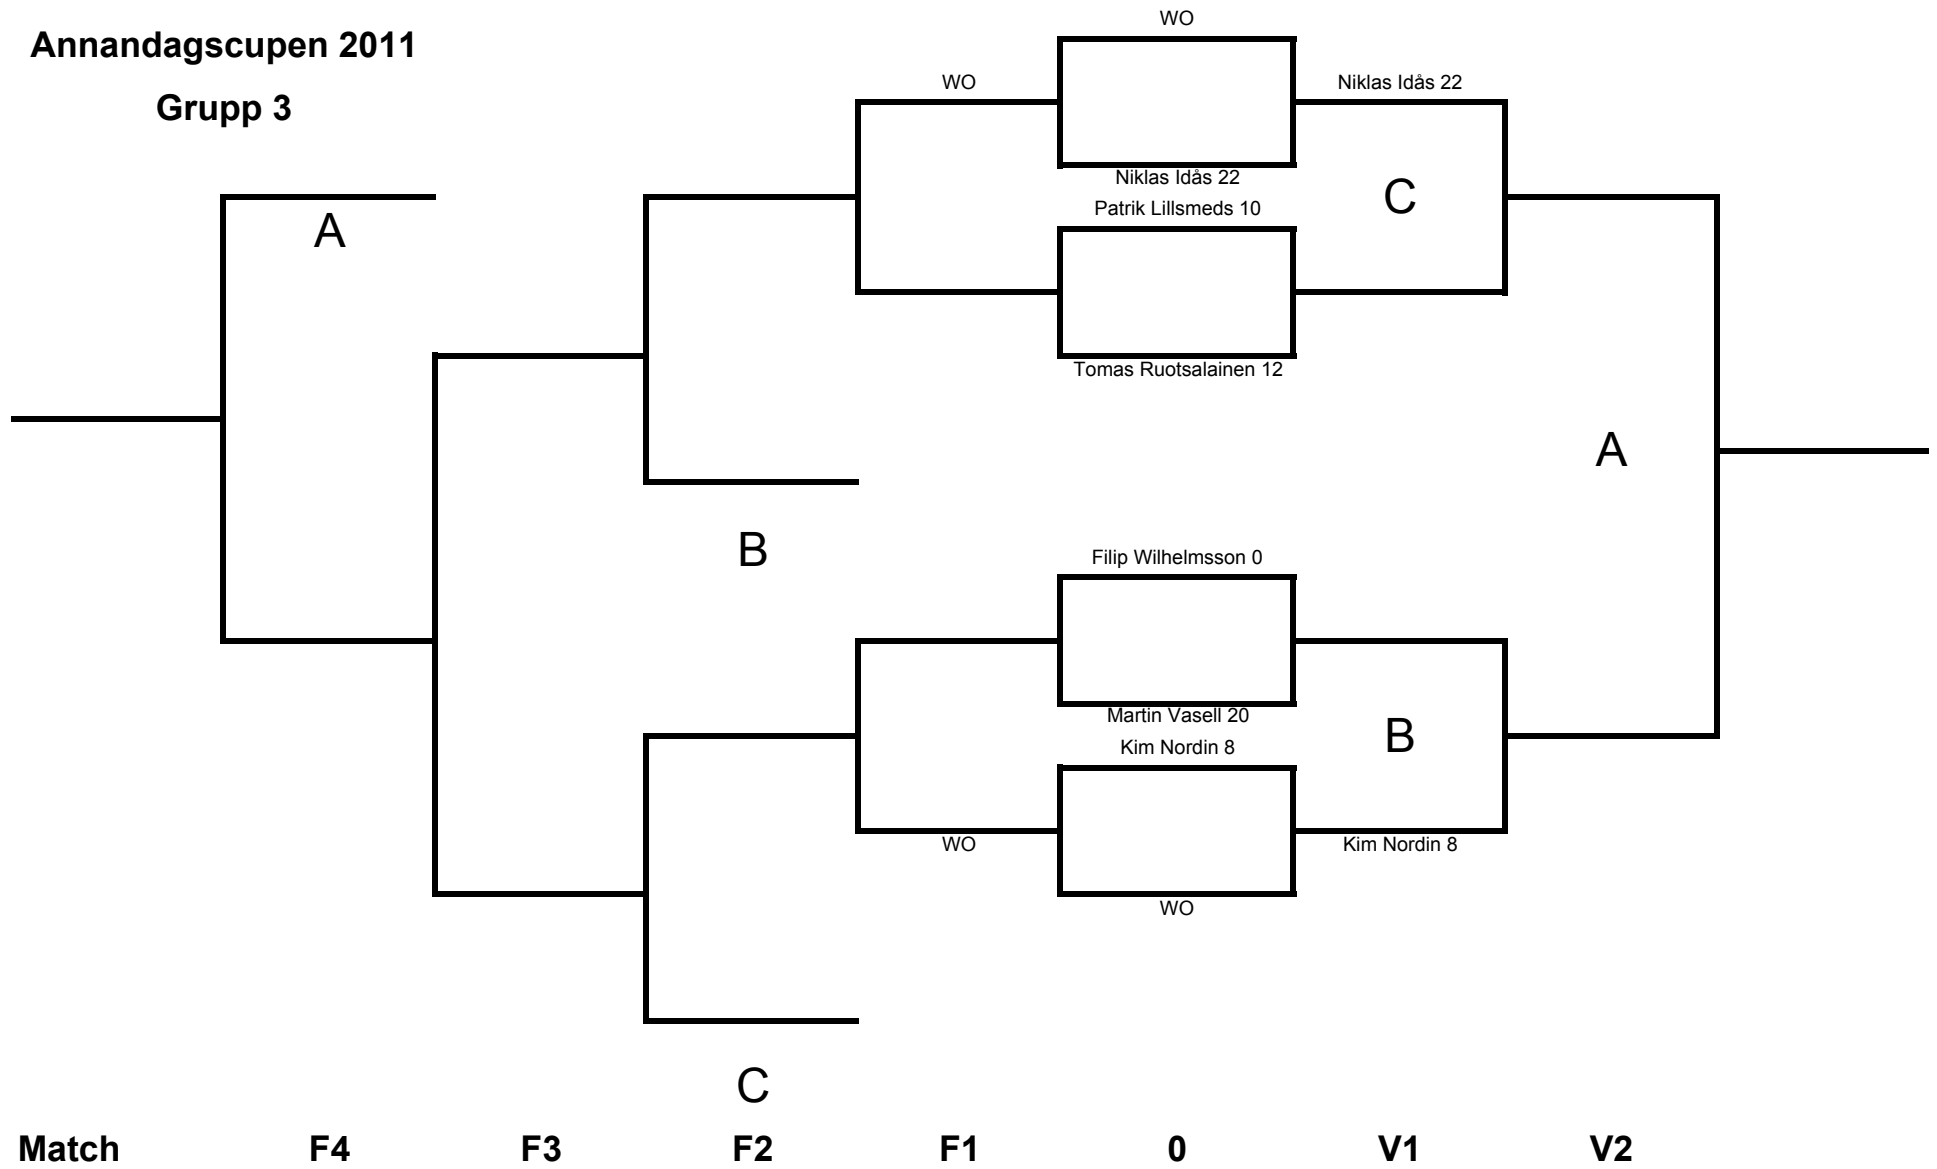 Annandagscupen 2011
Grupp 3
WO
WO
Niklas Idås 22
Niklas Idås 22
Patrik Lillsmeds 10
C
A
Tomas Ruotsalainen 12
A
B
Filip Wilhelmsson 0
Martin Vasell 20
Kim Nordin 8
B
WO
Kim Nordin 8
WO
C
Match F4 F3 F2 F1 0 V1 V2